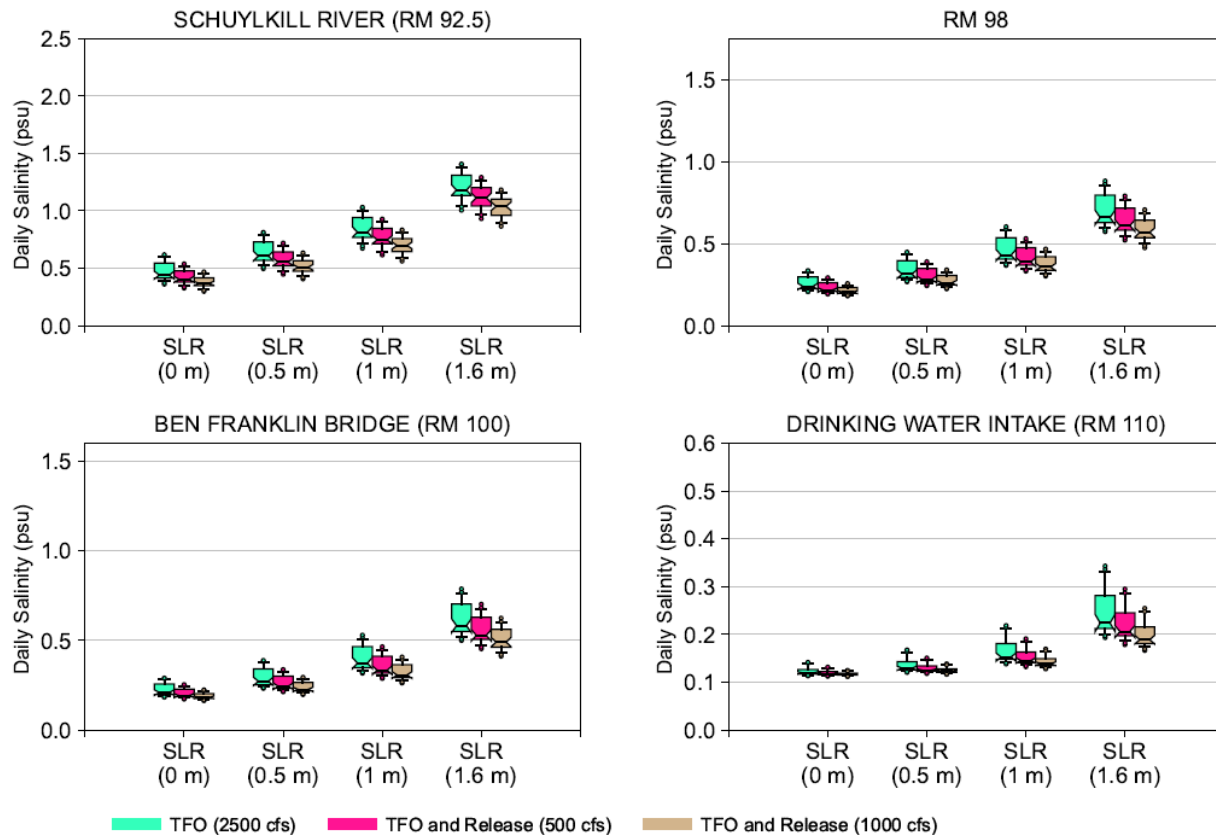 SCHUYLKILL RIVER (RM 92.5)
Daily Salinity (psu)
2.5
2.0
1.5
1.0
0.5
0.0
SLR SLR SLR SLR
(0 m) (0.5 m) (1 m) (1.6 m)
RM 98
Daily Salinity (psu)
1.5
1.0
0.5
0.0
SLR SLR SLR SLR
(0 m) (0.5 m) (1 m) (1.6 m)
BEN FRANKLIN BRIDGE (RM 100)
Daily Salinity (psu)
1.5
1.0
0.5
0.0
SLR SLR SLR SLR
(0 m) (0.5 m) (1 m) (1.6 m)
DRINKING WATER INTAKE (RM 110)
Daily Salinity (psu)
0.6
0.5
0.4
0.3
0.2
0.1
0.0
SLR SLR SLR SLR
(0 m) (0.5 m) (1 m) (1.6 m)
TFO (2500 cfs) TFO and Release (500 cfs) TFO and Release (1000 cfs)